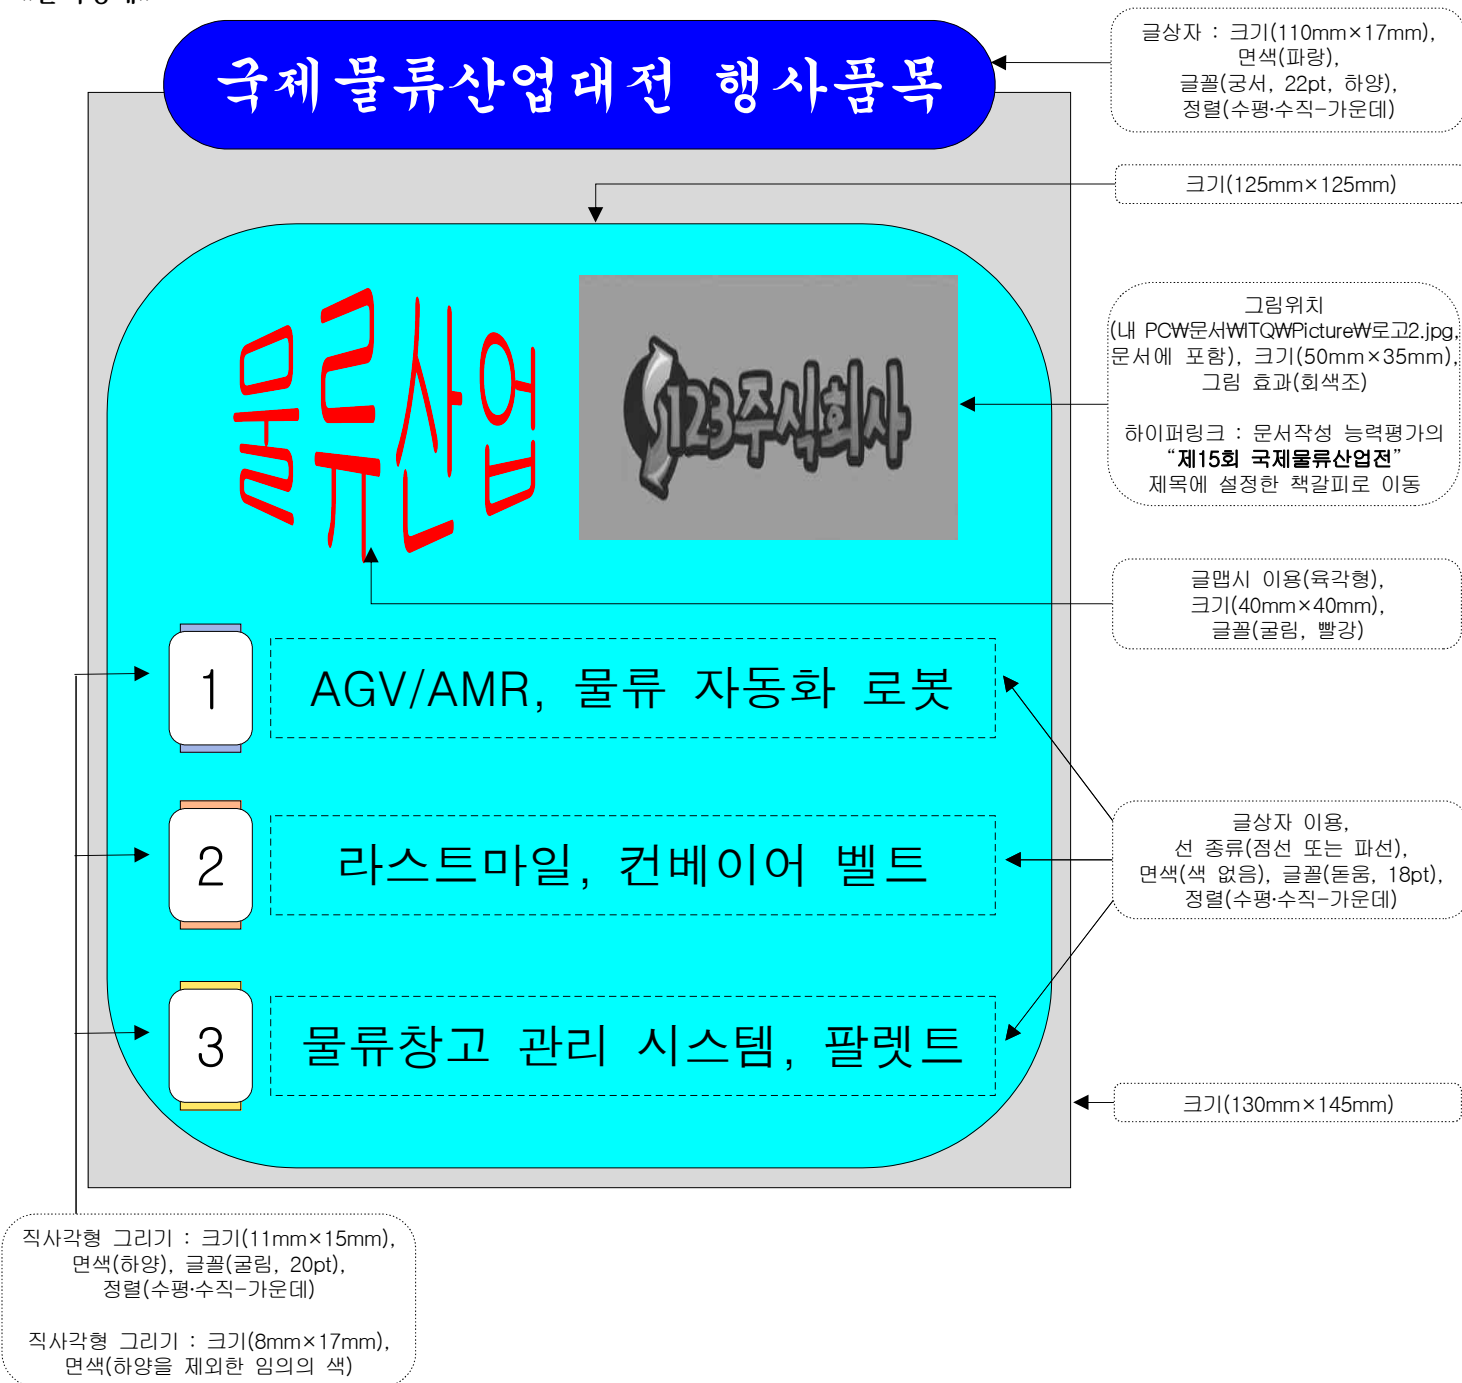 국제물류산업대전 행사품목
글상자 : 크기(110mm×17mm),
면색(파랑),
글꼴(궁서, 22pt, 하양),
정렬(수평·수직-가운데)
크기(125mm×125mm)
물류산업
123주식회사
그림위치
(내 PC₩문서₩ITQ₩Picture₩로고2.jpg,
문서에 포함), 크기(50mm×35mm),
그림 효과(회색조)
하이퍼링크 : 문서작성 능력평가의
“제15회 국제물류산업전”
제목에 설정한 책갈피로 이동
글맵시 이용(육각형),
크기(40mm×40mm),
글꼴(굴림, 빨강)
1
AGV/AMR, 물류 자동화 로봇
2
라스트마일, 컨베이어 벨트
글상자 이용,
선 종류(점선 또는 파선),
면색(색 없음), 글꼴(돋움, 18pt),
정렬(수평·수직-가운데)
3
물류창고 관리 시스템, 팔렛트
크기(130mm×145mm)
직사각형 그리기 : 크기(11mm×15mm),
면색(하양), 글꼴(굴림, 20pt),
정렬(수평·수직-가운데)
직사각형 그리기 : 크기(8mm×17mm),
면색(하양을 제외한 임의의 색)